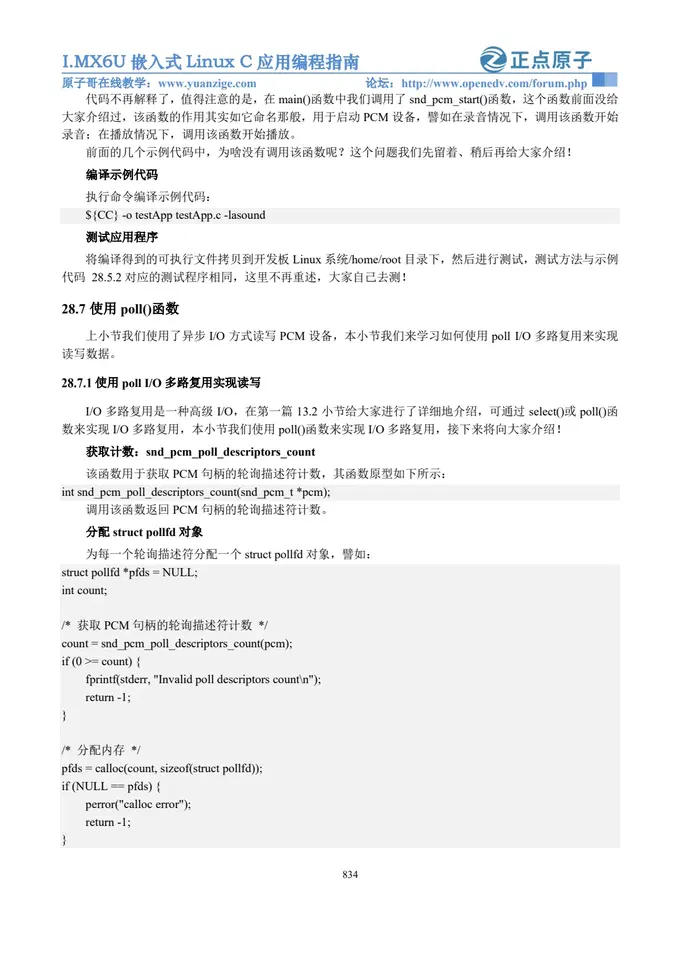 I.MX6U 嵌入式 Linux C 应用编程指南
正点原子
原子哥在线教学：www.yuanzige.com 论坛：http://www.openedv.com/forum.php
代码不再解释了，值得注意的是，在 main()函数中我们调用了 snd_pcm_start()函数，这个函数前面没给
大家介绍过，该函数的作用其实如它命名那般，用于启动 PCM 设备，譬如在录音情况下，调用该函数开始
录音；在播放情况下，调用该函数开始播放。
前面的几个示例代码中，为啥没有调用该函数呢？这个问题我们先留着、稍后再给大家介绍！
编译示例代码
执行命令编译示例代码：
${CC} -o testApp testApp.c -lasound
测试应用程序
将编译得到的可执行文件拷贝到开发板 Linux 系统/home/root 目录下，然后进行测试，测试方法与示例
代码 28.5.2 对应的测试程序相同，这里不再重述，大家自己去测！
28.7 使用 poll()函数
上小节我们使用了异步 I/O 方式读写 PCM 设备，本小节我们来学习如何使用 poll I/O 多路复用来实现
读写数据。
28.7.1 使用 poll I/O 多路复用实现读写
I/O 多路复用是一种高级 I/O，在第一篇 13.2 小节给大家进行了详细地介绍，可通过 select()或 poll()函
数来实现 I/O 多路复用，本小节我们使用 poll()函数来实现 I/O 多路复用，接下来将向大家介绍！
获取计数：snd_pcm_poll_descriptors_count
该函数用于获取 PCM 句柄的轮询描述符计数，其函数原型如下所示：
int snd_pcm_poll_descriptors_count(snd_pcm_t *pcm);
调用该函数返回 PCM 句柄的轮询描述符计数。
分配 struct pollfd 对象
为每一个轮询描述符分配一个 struct pollfd 对象，譬如：
struct pollfd *pfds = NULL;
int count;
/* 获取 PCM 句柄的轮询描述符计数 */
count = snd_pcm_poll_descriptors_count(pcm);
if (0 >= count) {
fprintf(stderr, "Invalid poll descriptors count\n");
return -1;
}
/* 分配内存 */
pfds = calloc(count, sizeof(struct pollfd));
if (NULL == pfds) {
perror("calloc error");
return -1;
}
834